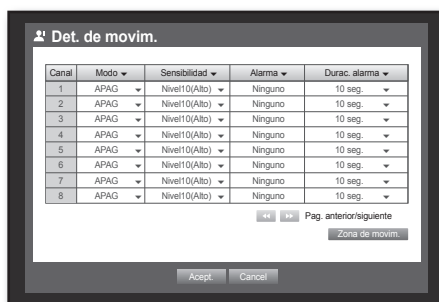 Det. de movim.
Canal Modo Sensibilidad Alarma Durac. alarma
1 APAG Nivel10(Alto) Ninguno 10 seg.
2 APAG Nivel10(Alto) Ninguno 10 seg.
3 APAG Nivel10(Alto) Ninguno 10 seg.
4 APAG Nivel10(Alto) Ninguno 10 seg.
5 APAG Nivel10(Alto) Ninguno 10 seg.
6 APAG Nivel10(Alto) Ninguno 10 seg.
7 APAG Nivel10(Alto) Ninguno 10 seg.
8 APAG Nivel10(Alto) Ninguno 10 seg.
Pag. anterior/siguiente
Zona de movim.
Acept. Cancel